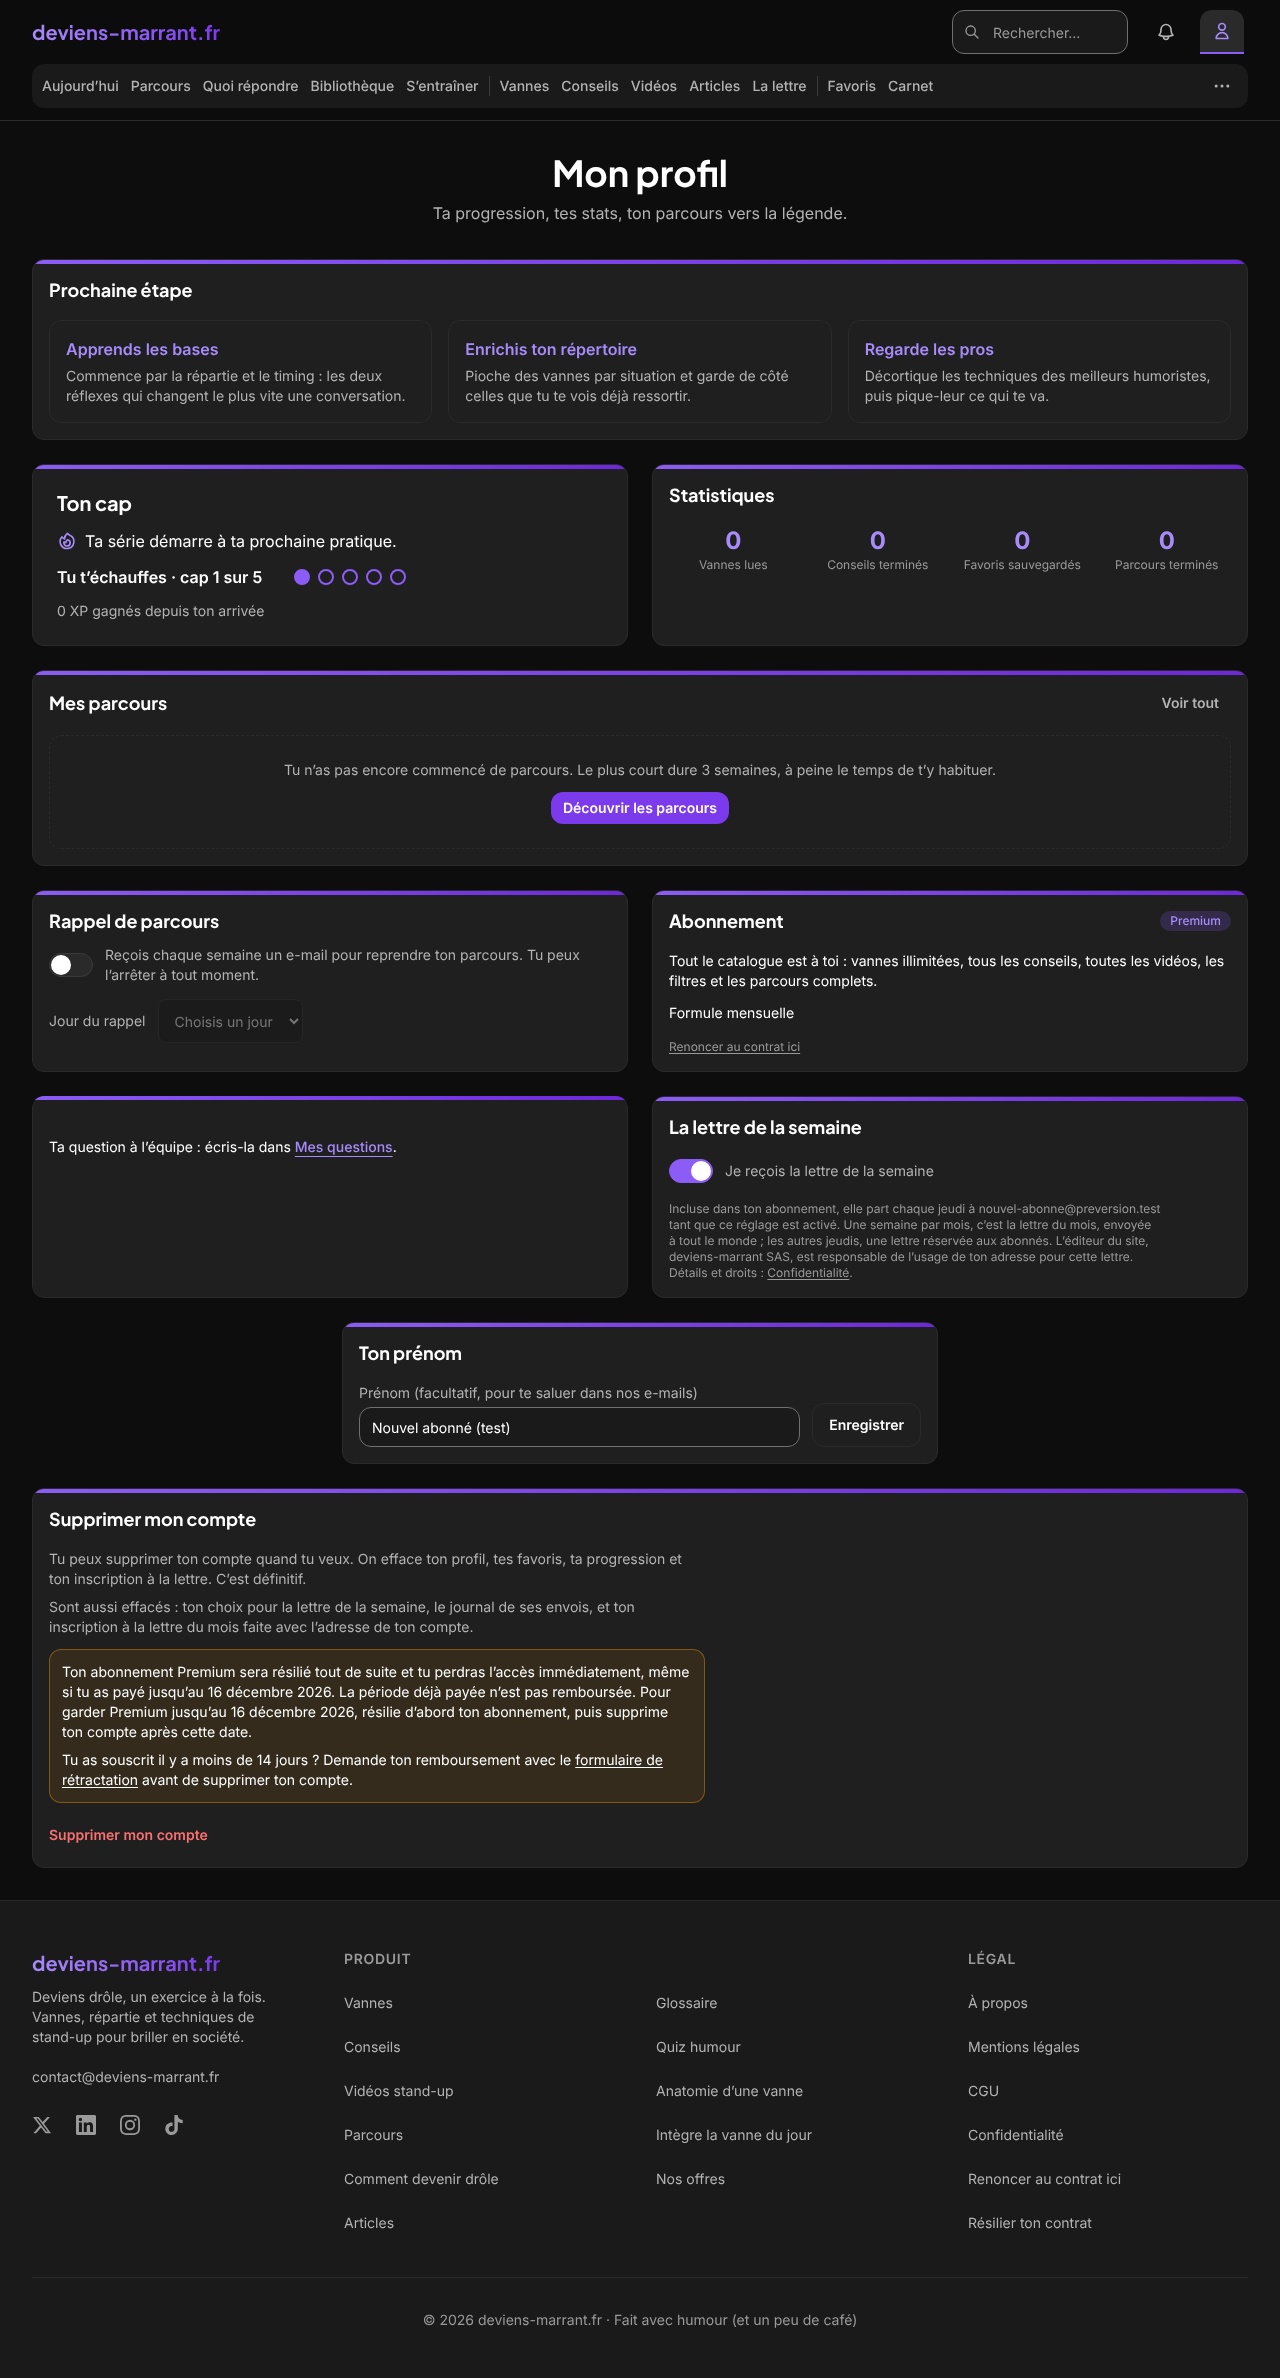 deviens-marrant.fr
Rechercher...
Aujourd’hui Parcours Quoi répondre Bibliothèque S’entraîner Vannes Conseils Vidéos Articles La lettre Favoris Carnet
Mon profil
Ta progression, tes stats, ton parcours vers la légende.
Prochaine étape
Apprends les bases
Commence par la répartie et le timing : les deux
réflexes qui changent le plus vite une conversation.
Enrichis ton répertoire
Pioche des vannes par situation et garde de côté
celles que tu te vois déjà ressortir.
Regarde les pros
Décortique les techniques des meilleurs humoristes,
puis pique-leur ce qui te va.
Ton cap
Ta série démarre à ta prochaine pratique.
Tu t’échauffes · cap 1 sur 5
0 XP gagnés depuis ton arrivée
Statistiques
0 0 0 0
Vannes lues Conseils terminés Favoris sauvegardés Parcours terminés
Mes parcours
Voir tout
Tu n’as pas encore commencé de parcours. Le plus court dure 3 semaines, à peine le temps de t’y habituer.
Découvrir les parcours
Rappel de parcours
Reçois chaque semaine un e-mail pour reprendre ton parcours. Tu peux
l’arrêter à tout moment.
Jour du rappel
Choisis un jour
Abonnement
Premium
Tout le catalogue est à toi : vannes illimitées, tous les conseils, toutes les vidéos, les
filtres et les parcours complets.
Formule mensuelle
Renoncer au contrat ici
Ta question à l’équipe : écris-la dans Mes questions.
La lettre de la semaine
Je reçois la lettre de la semaine
Incluse dans ton abonnement, elle part chaque jeudi à nouvel-abonne@preversion.test
tant que ce réglage est activé. Une semaine par mois, c’est la lettre du mois, envoyée
à tout le monde ; les autres jeudis, une lettre réservée aux abonnés. L’éditeur du site,
deviens-marrant SAS, est responsable de l’usage de ton adresse pour cette lettre.
Détails et droits : Confidentialité.
Ton prénom
Prénom (facultatif, pour te saluer dans nos e-mails)
Nouvel abonné (test)
Enregistrer
Supprimer mon compte
Tu peux supprimer ton compte quand tu veux. On efface ton profil, tes favoris, ta progression et
ton inscription à la lettre. C’est définitif.
Sont aussi effacés : ton choix pour la lettre de la semaine, le journal de ses envois, et ton
inscription à la lettre du mois faite avec l’adresse de ton compte.
Ton abonnement Premium sera résilié tout de suite et tu perdras l’accès immédiatement, même
si tu as payé jusqu’au 16 décembre 2026. La période déjà payée n’est pas remboursée. Pour
garder Premium jusqu’au 16 décembre 2026, résilie d’abord ton abonnement, puis supprime
ton compte après cette date.
Tu as souscrit il y a moins de 14 jours ? Demande ton remboursement avec le formulaire de
rétractation avant de supprimer ton compte.
Supprimer mon compte
deviens-marrant.fr
Deviens drôle, un exercice à la fois.
Vannes, répartie et techniques de
stand-up pour briller en société.
contact@deviens-marrant.fr
PRODUIT
Vannes
Conseils
Vidéos stand-up
Parcours
Comment devenir drôle
Articles
Glossaire
Quiz humour
Anatomie d’une vanne
Intègre la vanne du jour
Nos offres
LÉGAL
À propos
Mentions légales
CGU
Confidentialité
Renoncer au contrat ici
Résilier ton contrat
© 2026 deviens-marrant.fr · Fait avec humour (et un peu de café)